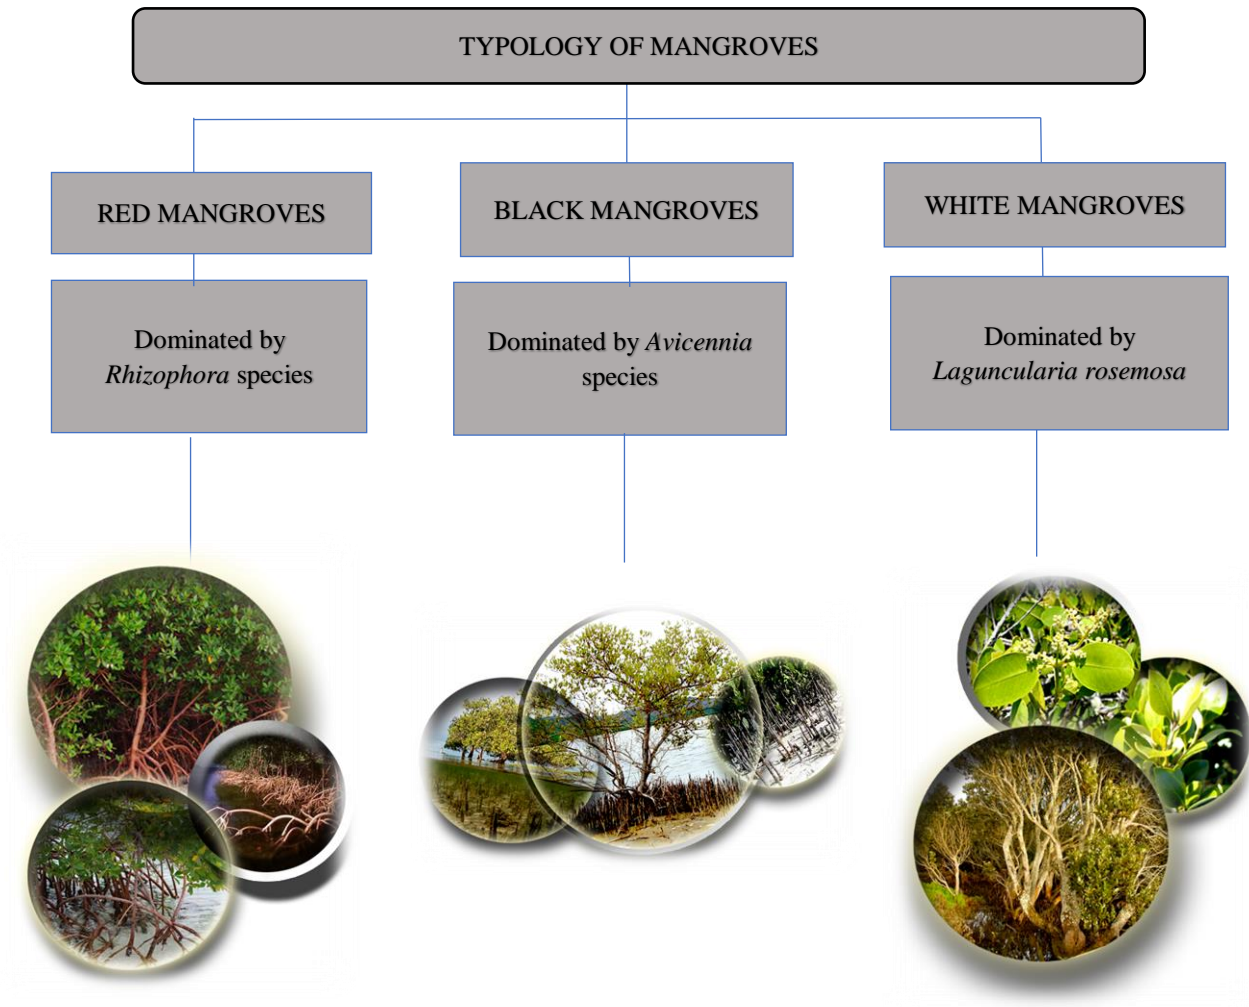 TYPOLOGY OF MANGROVES
RED MANGROVES
BLACK MANGROVES
WHITE MANGROVES
Dominated by
Rhizophora species
Dominated by Avicennia
species
Dominated by
Laguncularia rosemosa